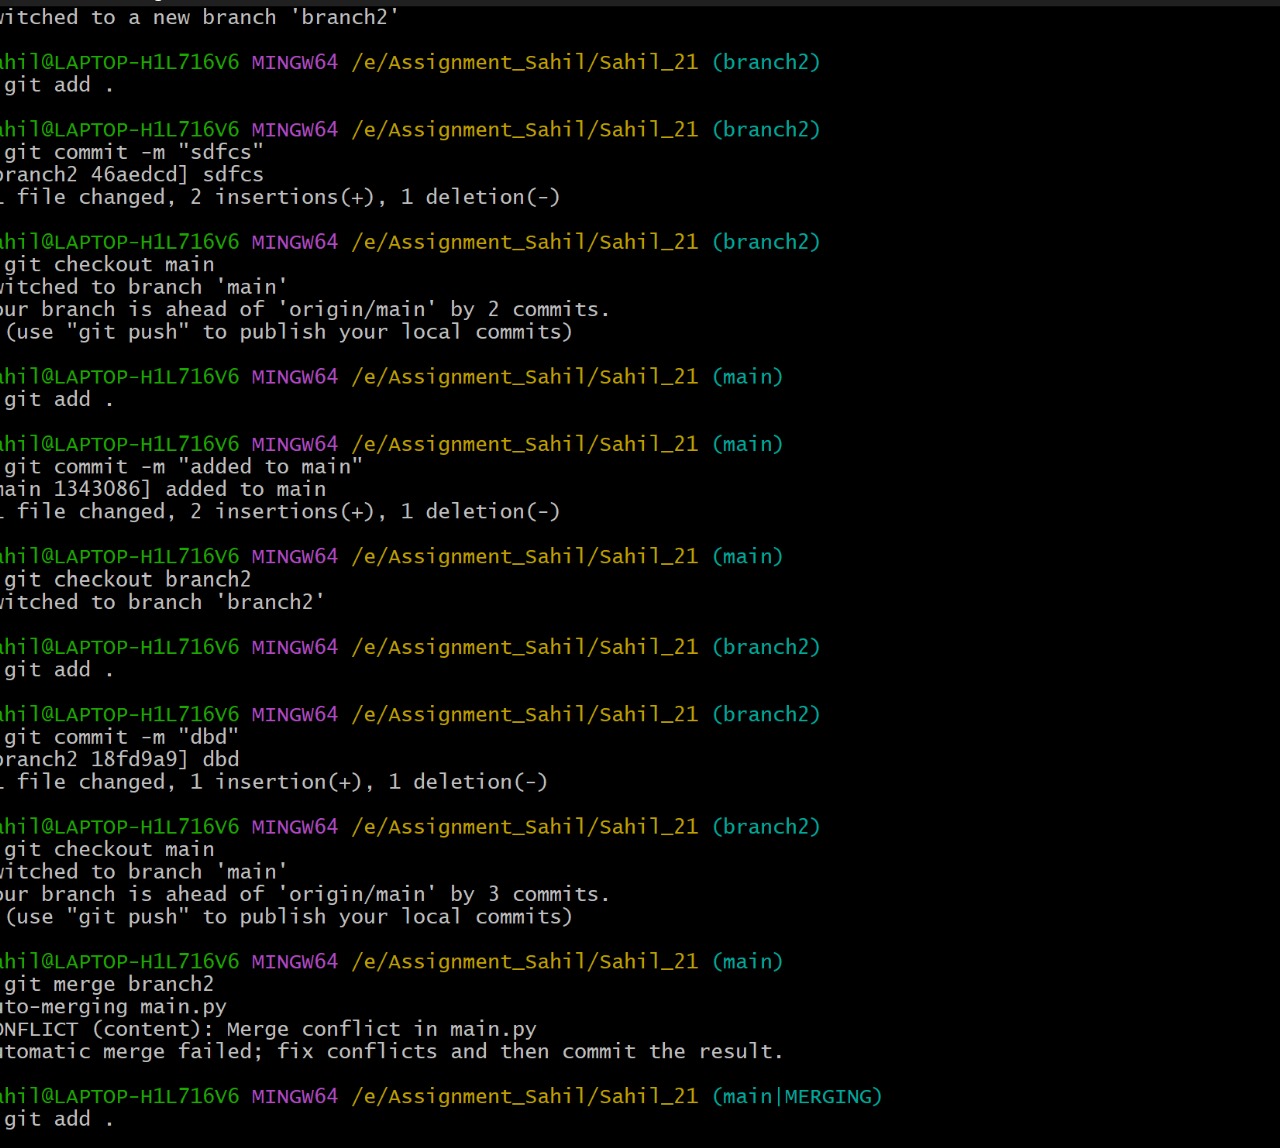 witched to a new branch 'branch2'
ahil@LAPTOP-H1L716V6 MINGW64 /e/Assignment_Sahil/Sahil_21 (branch2)
git add .
ahil@LAPTOP-H1L716V6 MINGW64 /e/Assignment_Sahil/Sahil_21 (branch2)
git commit -m "sdfcs"
branch2 46aedcd] sdfcs
1 file changed, 2 insertions(+), 1 deletion(-)
ahil@LAPTOP-H1L716V6 MINGW64 /e/Assignment_Sahil/Sahil_21 (branch2)
git checkout main
witched to branch 'main'
our branch is ahead of 'origin/main' by 2 commits.
(use "git push" to publish your local commits)
ahil@LAPTOP-H1L716V6 MINGW64 /e/Assignment_Sahil/Sahil_21 (main)
git add .
ahil@LAPTOP-H1L716V6 MINGW64 /e/Assignment_Sahil/Sahil_21 (main)
git commit -m "added to main"
main 1343086] added to main
1 file changed, 2 insertions(+), 1 deletion(-)
ahil@LAPTOP-H1L716V6 MINGW64 /e/Assignment_Sahil/Sahil_21 (main)
git checkout branch2
witched to branch 'branch2'
ahil@LAPTOP-H1L716V6 MINGW64 /e/Assignment_Sahil/Sahil_21 (branch2)
git add .
ahil@LAPTOP-H1L716V6 MINGW64 /e/Assignment_Sahil/Sahil_21 (branch2)
git commit -m "dbd"
branch2 18fd9a9] dbd
1 file changed, 1 insertion(+), 1 deletion(-)
ahil@LAPTOP-H1L716V6 MINGW64 /e/Assignment_Sahil/Sahil_21 (branch2)
git checkout main
witched to branch 'main'
our branch is ahead of 'origin/main' by 3 commits.
(use "git push" to publish your local commits)
ahil@LAPTOP-H1L716V6 MINGW64 /e/Assignment_Sahil/Sahil_21 (main)
git merge branch2
uto-merging main.py
ONFLICT (content): Merge conflict in main.py
utomatic merge failed; fix conflicts and then commit the result.
ahil@LAPTOP-H1L716V6 MINGW64 /e/Assignment_Sahil/Sahil_21 (main|MERGING)
git add .